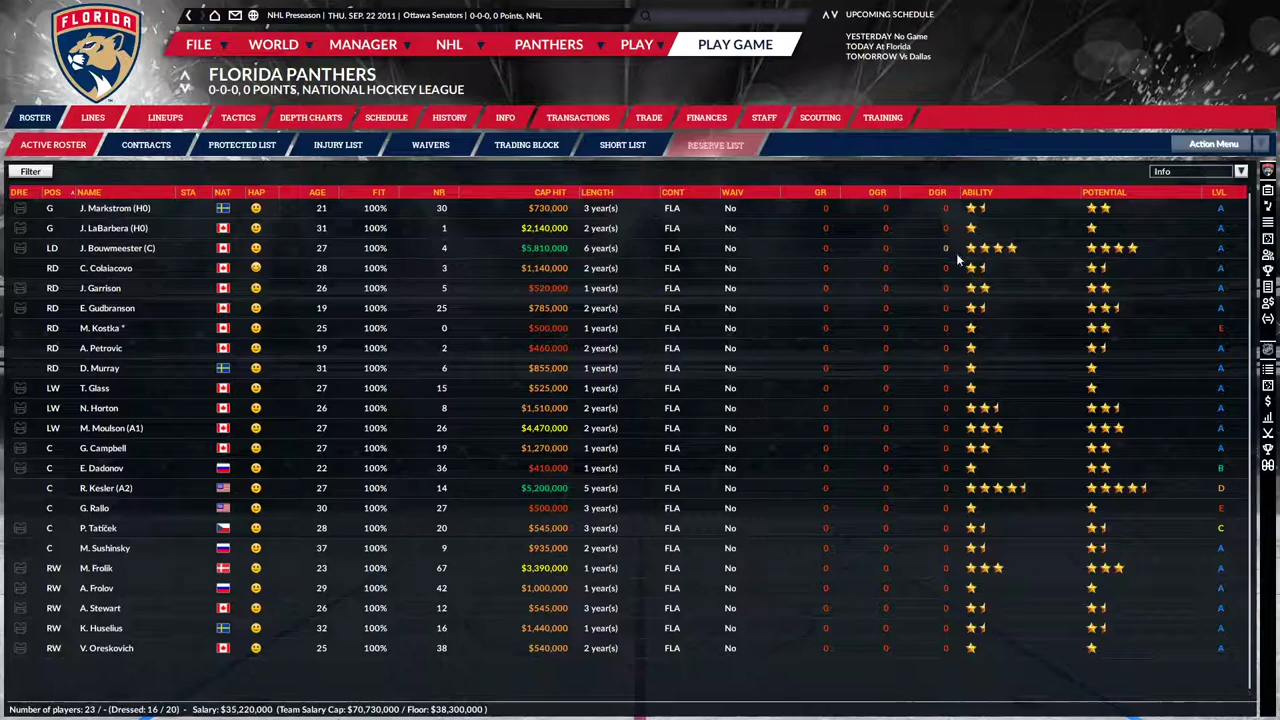 FLORIDA
NHL Preseason | THU. SEP. 22 2011 | Ottawa Senators | 0-0-0, 0 Points, NHL
UPCOMING SCHEDULE
YESTERDAY No Game
TODAY At Florida
TOMORROW Vs Dallas
FILE WORLD MANAGER NHL PANTHERS PLAY PLAY GAME
FLORIDA PANTHERS
0-0-0, 0 POINTS, NATIONAL HOCKEY LEAGUE
ROSTER LINES LINEUPS TACTICS DEPTH CHARTS SCHEDULE HISTORY INFO TRANSACTIONS TRADE FINANCES STAFF SCOUTING TRAINING
ACTIVE ROSTER CONTRACTS PROTECTED LIST INJURY LIST WAIVERS TRADING BLOCK SHORT LIST RESERVE LIST Action Menu
Filter Info
DRE POS NAME STA NAT HAP AGE FIT NR CAP HIT LENGTH CONT WAIV GR OGR DGR ABILITY POTENTIAL LVL
G J. Markstrom (H0) 21 100% 30 $730,000 3 year(s) FLA No 0 0 0 A
G J. LaBarbera (H0) 31 100% 1 $2,140,000 2 year(s) FLA No 0 0 0 A
LD J. Bouwmeester (C) 27 100% 4 $5,810,000 6 year(s) FLA No 0 0 0 A
RD C. Colaiacovo 28 100% 3 $1,140,000 2 year(s) FLA No 0 0 0 A
RD J. Garrison 26 100% 5 $520,000 1 year(s) FLA No 0 0 0 A
RD E. Gudbranson 19 100% 25 $785,000 2 year(s) FLA No 0 0 0 A
RD M. Kostka * 25 100% 0 $500,000 1 year(s) FLA No 0 0 0 E
RD A. Petrovic 19 100% 2 $460,000 2 year(s) FLA No 0 0 0 A
RD D. Murray 31 100% 6 $855,000 1 year(s) FLA No 0 0 0 A
LW T. Glass 27 100% 15 $525,000 1 year(s) FLA No 0 0 0 A
LW N. Horton 26 100% 8 $1,510,000 2 year(s) FLA No 0 0 0 A
LW M. Moulson (A1) 27 100% 26 $4,470,000 2 year(s) FLA No 0 0 0 A
C G. Campbell 27 100% 19 $1,270,000 2 year(s) FLA No 0 0 0 A
C E. Dadonov 22 100% 36 $410,000 1 year(s) FLA No 0 0 0 B
C R. Kesler (A2) 27 100% 14 $5,200,000 5 year(s) FLA No 0 0 0 D
C G. Rallo 30 100% 27 $500,000 3 year(s) FLA No 0 0 0 E
C P. Tatíček 28 100% 20 $545,000 3 year(s) FLA No 0 0 0 C
C M. Sushinsky 37 100% 9 $935,000 2 year(s) FLA No 0 0 0 A
RW M. Frolik 23 100% 67 $3,390,000 1 year(s) FLA No 0 0 0 A
RW A. Frolov 29 100% 42 $1,000,000 1 year(s) FLA No 0 0 0 A
RW A. Stewart 26 100% 12 $545,000 3 year(s) FLA No 0 0 0 A
RW K. Huselius 32 100% 16 $1,440,000 1 year(s) FLA No 0 0 0 A
RW V. Oreskovich 25 100% 38 $540,000 2 year(s) FLA No 0 0 0 A
Number of players: 23 / - (Dressed: 16 / 20) - Salary: $35,220,000 (Team Salary Cap: $70,730,000 / Floor: $38,300,000 )